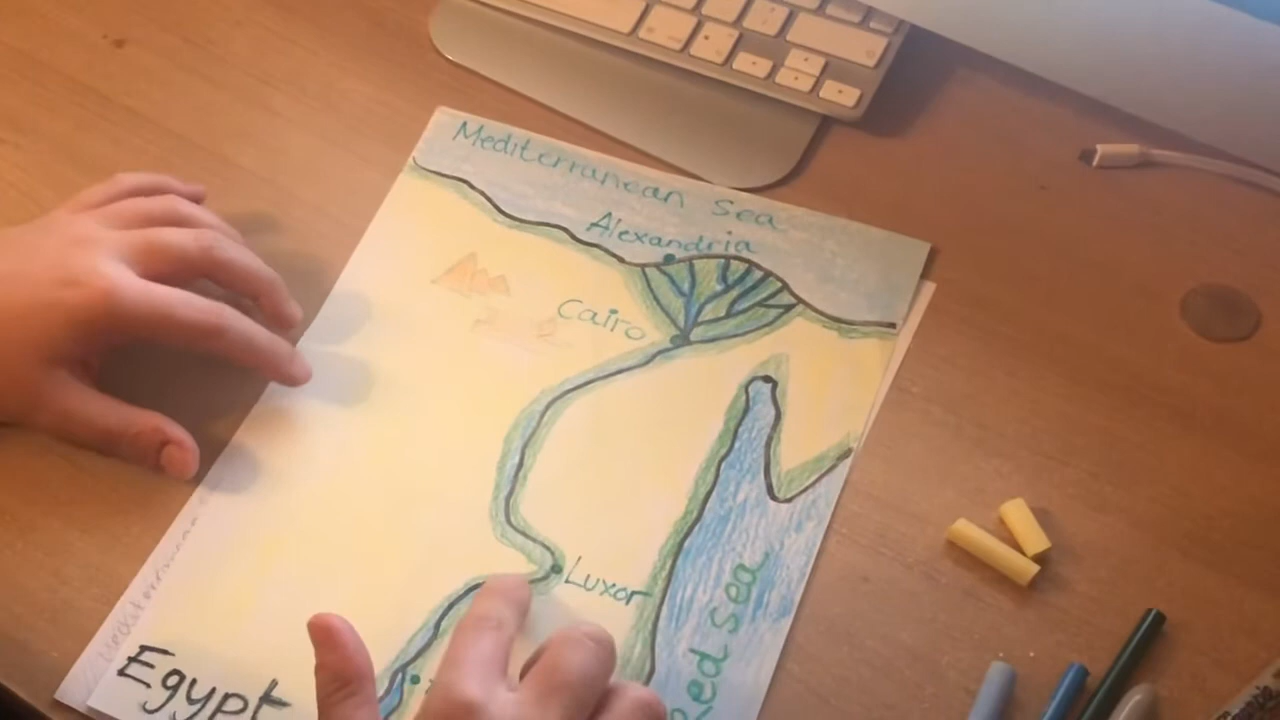 Mediterranean Sea
Alexandria
Cairo
Luxor
Red sea
Egypt